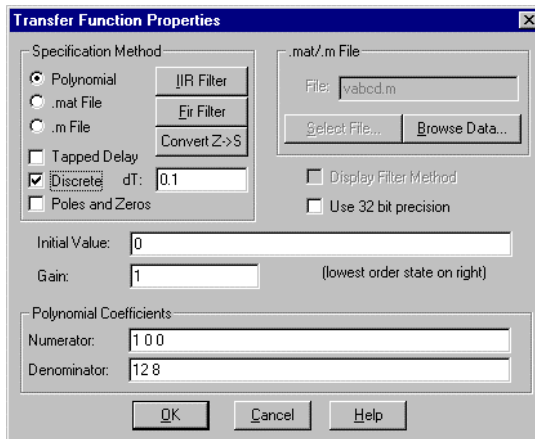 Transfer Function Properties
Specification Method
Polynomial
.mat File
.m File
IIR Filter
Fir Filter
Convert Z->S
Tapped Delay
Discrete dT: 0.1
Poles and Zeros
.mat/.m File
File: vabcd.m
Select File... Browse Data...
Display Filter Method
Use 32 bit precision
Initial Value: 0
Gain: 1 (lowest order state on right)
Polynomial Coefficients
Numerator: 1 0 0
Denominator: 12 8
OK Cancel Help